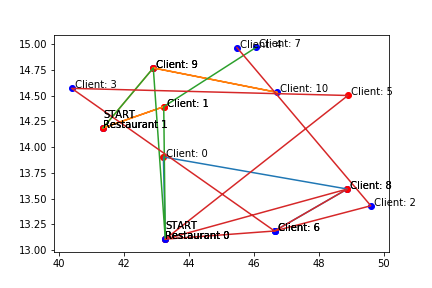 15.00
14.75
14.50
14.25
14.00
13.75
13.50
13.25
13.00
40
42
44
46
48
50
Client: 4
Client: 7
Client: 9
Client: 3
Client: 10
Client: 5
Client: 1
START
Restaurant 1
Client: 0
Client: 8
Client: 2
START
Restaurant 0
Client: 6